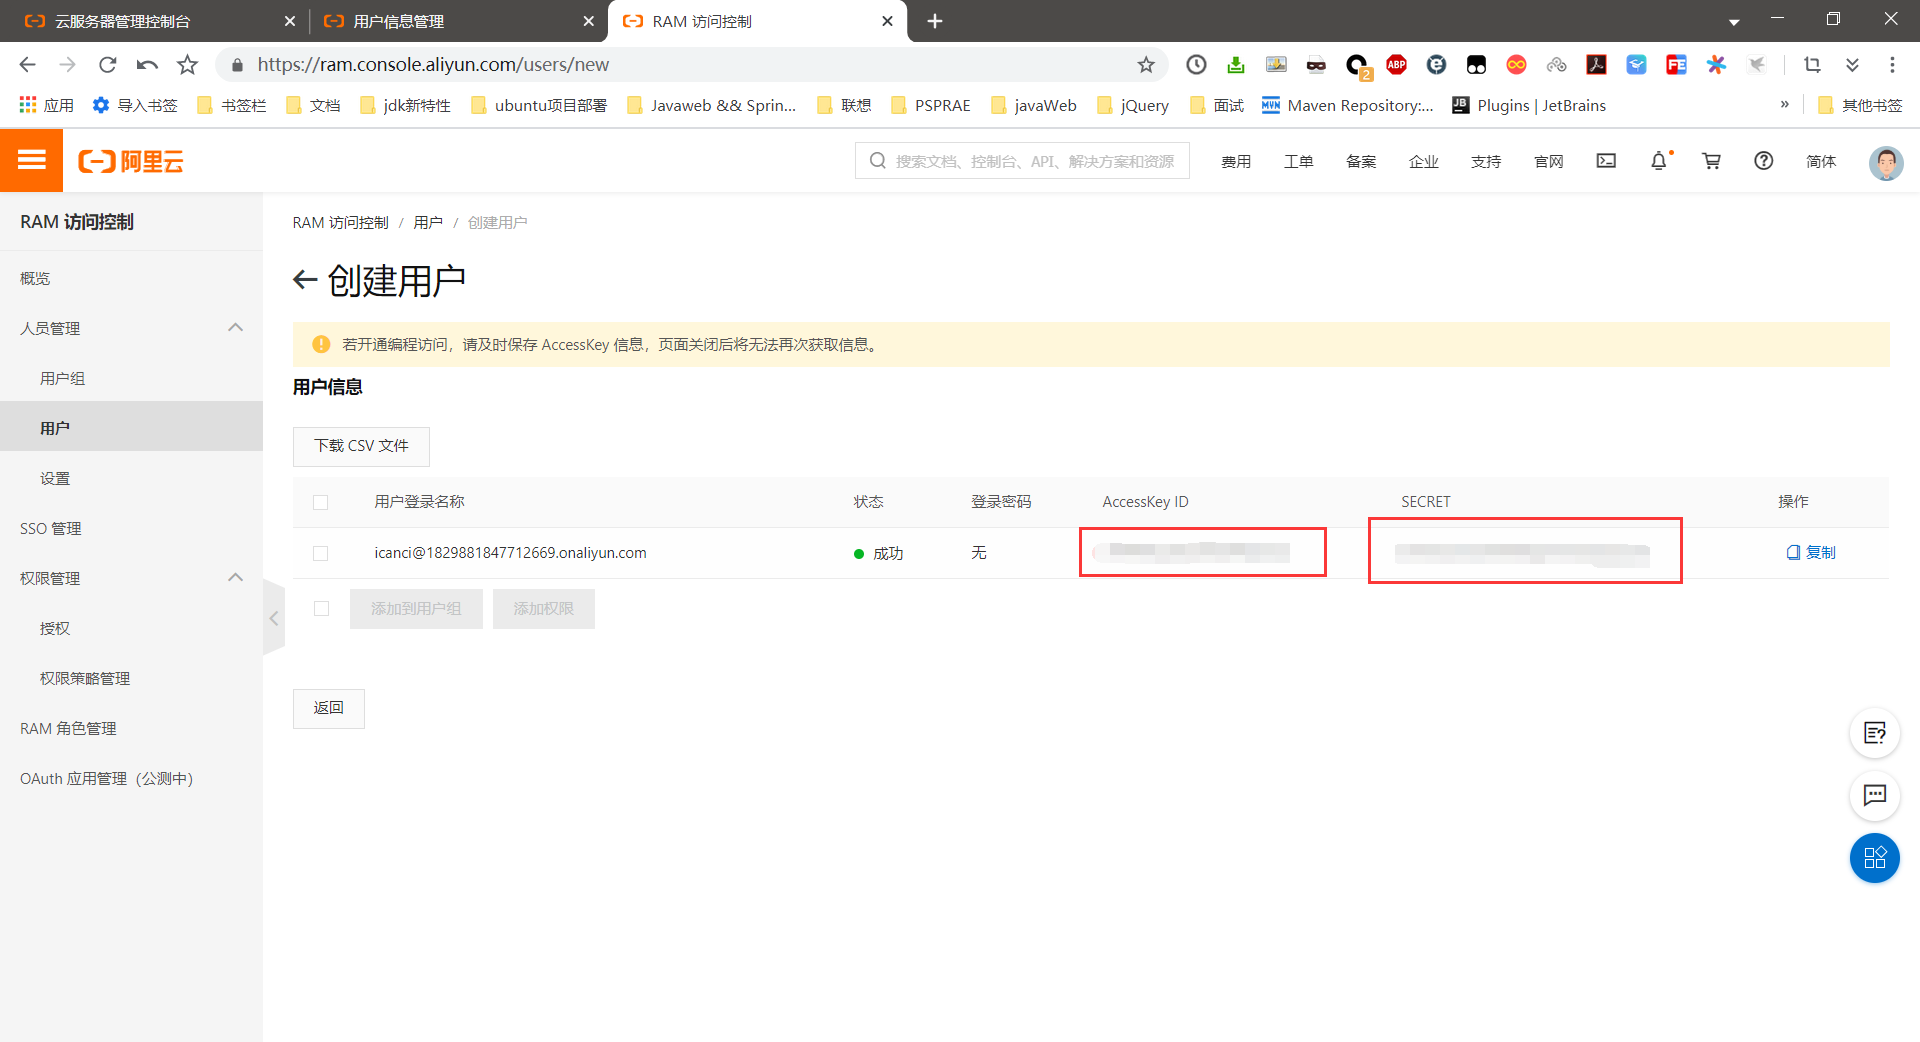 云服务器管理控制台
用户信息管理
RAM 访问控制
https://ram.console.aliyun.com/users/new
2
ABP
FE
应用
导入书签
书签栏
文档
jdk新特性
ubuntu项目部署
Javaweb && Sprin...
联想
PSPRAE
javaWeb
jQuery
面试
MVN
Maven Repository:...
JB
Plugins | JetBrains
»
其他书签
阿里云
搜索文档、控制台、API、解决方案和资源
费用
工单
备案
企业
支持
官网
简体
RAM 访问控制
概览
人员管理
用户组
用户
设置
SSO 管理
权限管理
授权
权限策略管理
RAM 角色管理
OAuth 应用管理（公测中）
RAM 访问控制 / 用户 / 创建用户
创建用户
若开通编程访问，请及时保存 AccessKey 信息，页面关闭后将无法再次获取信息。
用户信息
下载 CSV 文件
用户登录名称 状态 登录密码 AccessKey ID SECRET 操作
icanci@1829881847712669.onaliyun.com 成功 无 复制
添加到用户组 添加权限
返回